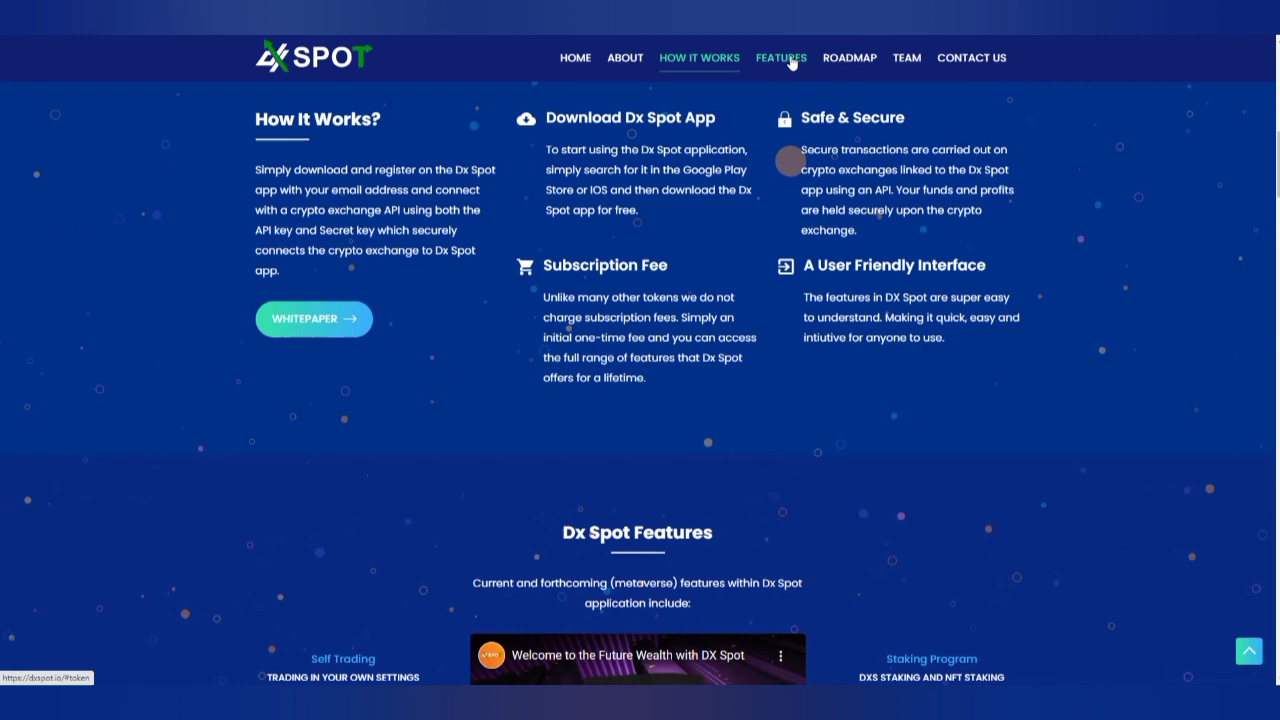 DX SPOT
HOME ABOUT HOW IT WORKS FEATURES ROADMAP TEAM CONTACT US
How It Works?
Simply download and register on the Dx Spot
app with your email address and connect
with a crypto exchange API using both the
API key and Secret key which securely
connects the crypto exchange to Dx Spot
app.
WHITEPAPER
Download Dx Spot App
To start using the Dx Spot application,
simply search for it in the Google Play
Store or IOS and then download the Dx
Spot app for free.
Safe & Secure
Secure transactions are carried out on
crypto exchanges linked to the Dx Spot
app using an API. Your funds and profits
are held securely upon the crypto
exchange.
Subscription Fee
Unlike many other tokens we do not
charge subscription fees. Simply an
initial one-time fee and you can access
the full range of features that Dx Spot
offers for a lifetime.
A User Friendly Interface
The features in DX Spot are super easy
to understand. Making it quick, easy and
intiutive for anyone to use.
Dx Spot Features
Current and forthcoming (metaverse) features within Dx Spot
application include:
Self Trading
TRADING IN YOUR OWN SETTINGS
Welcome to the Future Wealth with DX Spot
Staking Program
DXS STAKING AND NFT STAKING
https://dxspot.io/#token